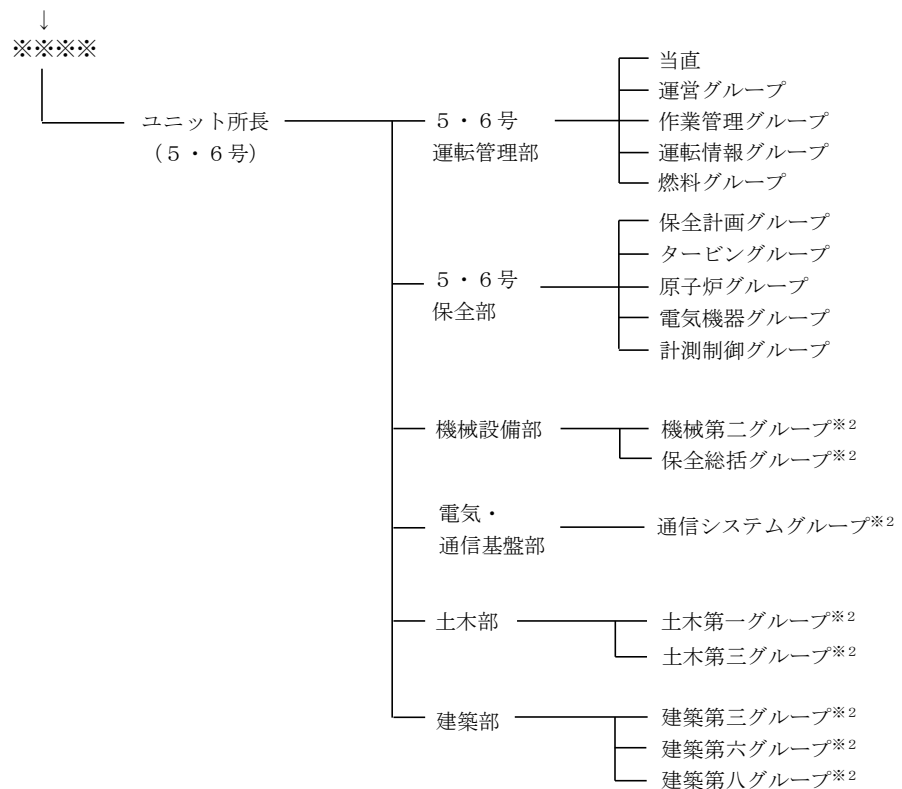 ↓
※※※※
ユニット所長
（５・６号）
５・６号
運転管理部
当直
運営グループ
作業管理グループ
運転情報グループ
燃料グループ
５・６号
保全部
保全計画グループ
タービングループ
原子炉グループ
電気機器グループ
計測制御グループ
機械設備部
機械第二グループ※２
保全総括グループ※２
電気・
通信基盤部
通信システムグループ※２
土木部
土木第一グループ※２
土木第三グループ※２
建築部
建築第三グループ※２
建築第六グループ※２
建築第八グループ※２